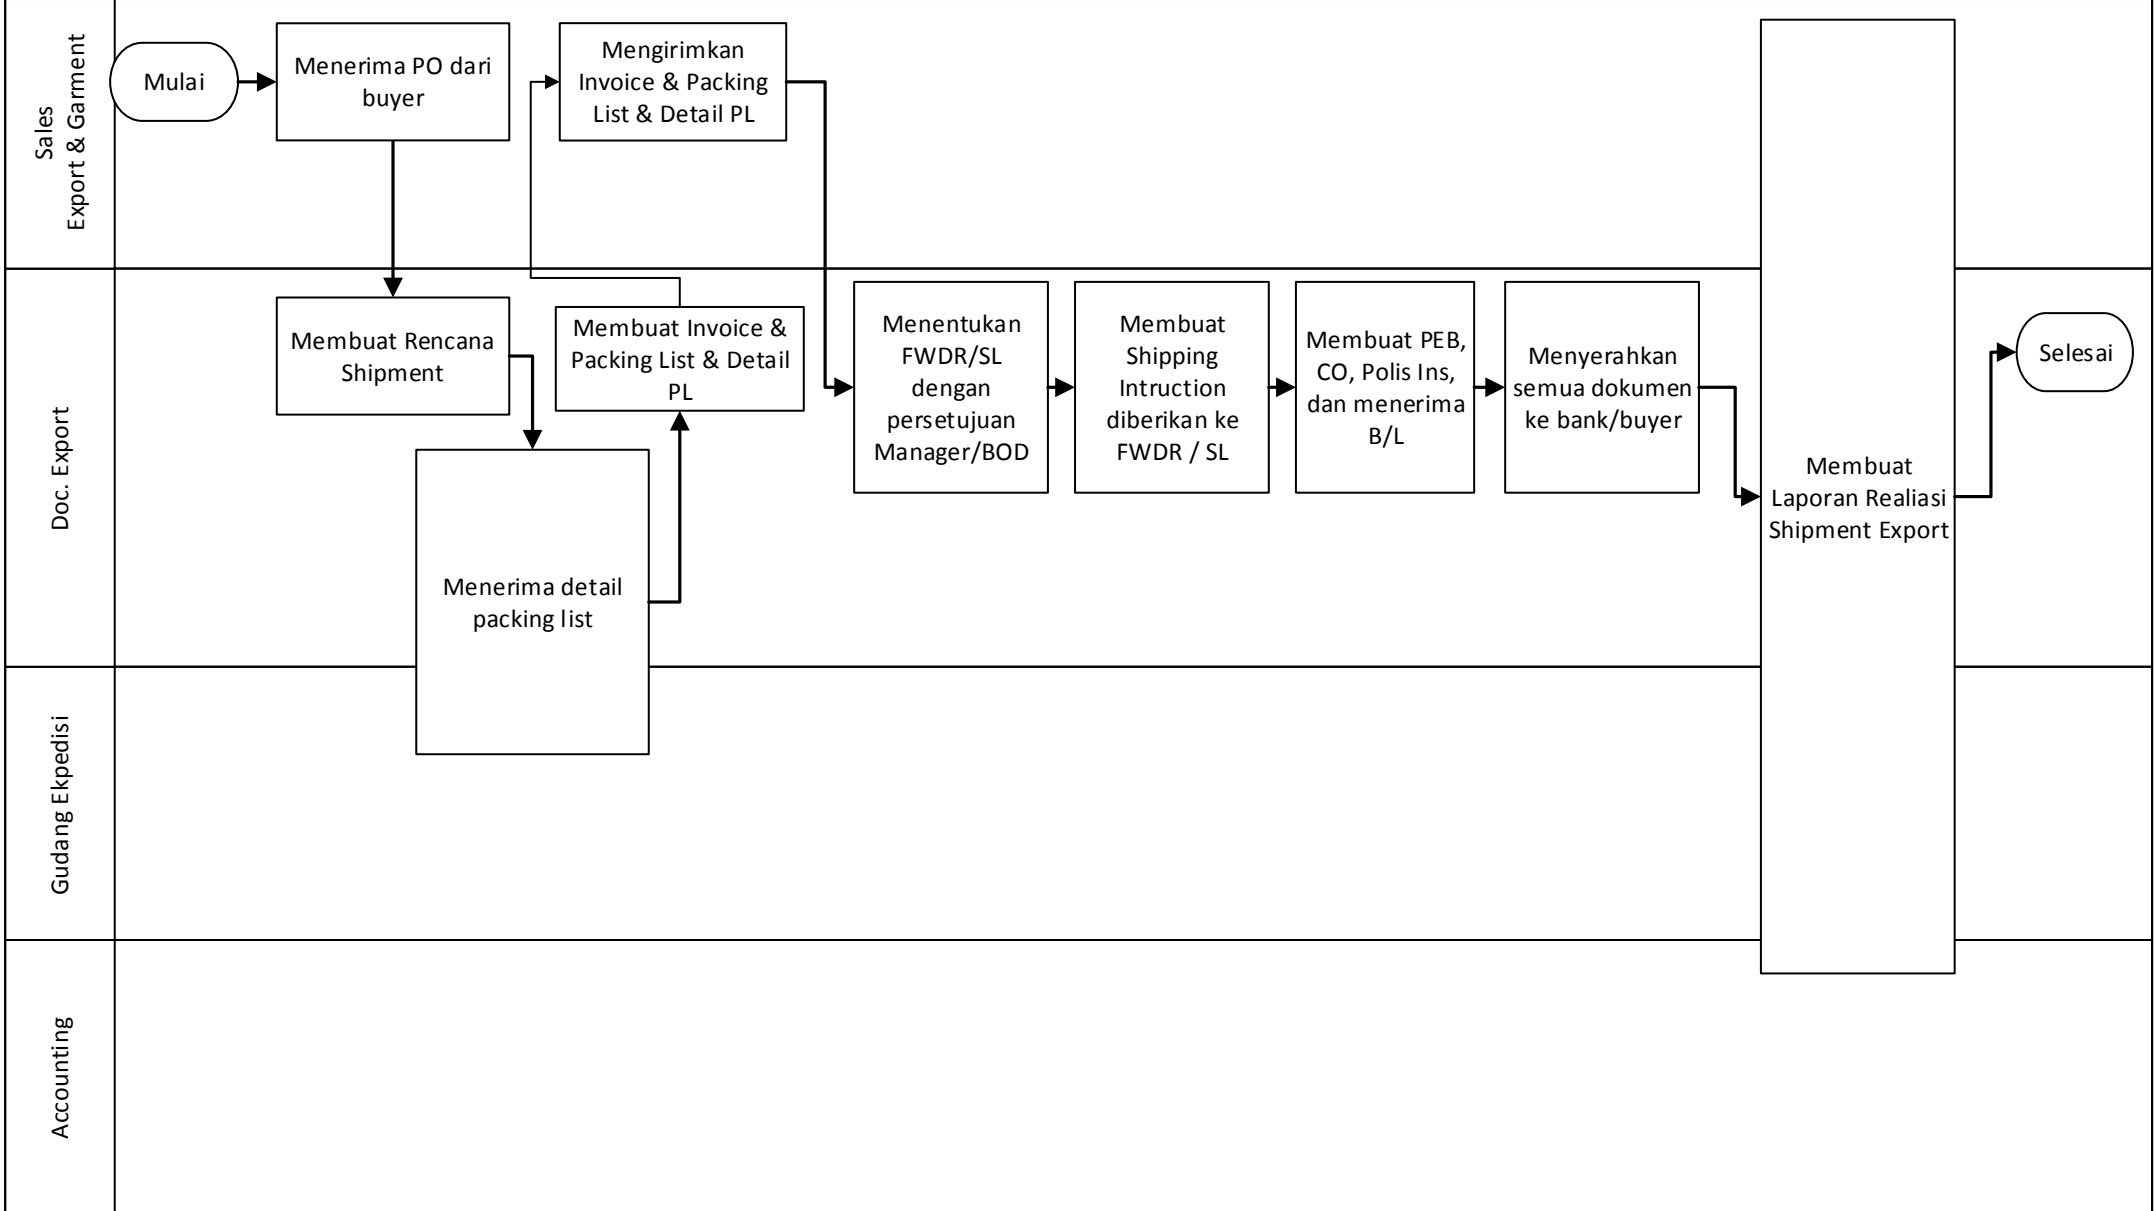 Sales
Export & Garment
Mulai
Menerima PO dari
buyer
Mengirimkan
Invoice & Packing
List & Detail PL
Doc. Export
Membuat Rencana
Shipment
Menerima detail
packing list
Membuat Invoice &
Packing List & Detail
PL
Menentukan
FWDR/SL
dengan
persetujuan
Manager/BOD
Membuat
Shipping
Intruction
diberikan ke
FWDR / SL
Membuat PEB,
CO, Polis Ins,
dan menerima
B/L
Menyerahkan
semua dokumen
ke bank/buyer
Membuat
Laporan Realiasi
Shipment Export
Selesai
Gudang Ekpedisi
Accounting